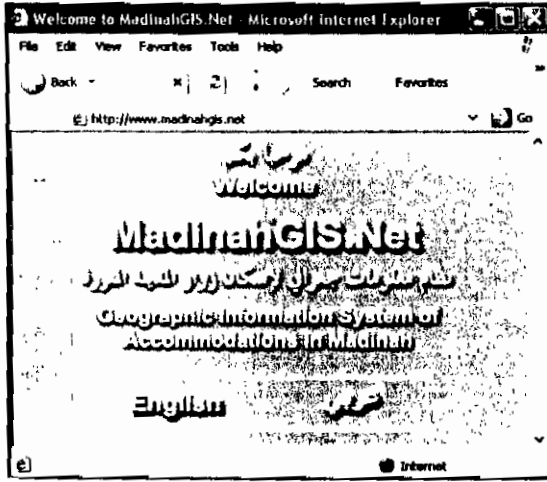 Welcome to MadinahGIS.Net - Microsoft Internet Explorer
File Edit View Favorites Tools Help
Back Search Favorites
http://www.madinahgis.net Go
Welcome
MadinahGIS.Net
Geographic Information System of
Accommodations in Madinah
English عربي
Internet